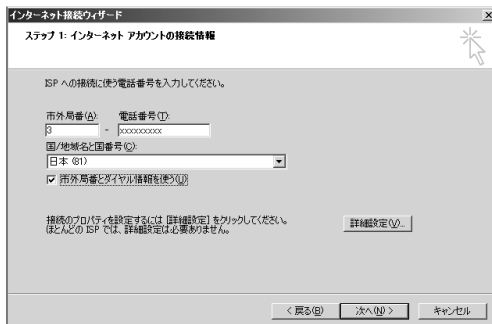 インターネット接続ウィザード
ステップ 1: インターネット アカウントの接続情報
ISP への接続に使う電話番号を入力してください。
市外局番(A): 電話番号(T):
3 - xxxxxxxxx
国/地域名と国番号(C):
日本 (81)
市外局番とダイヤル情報を使う(U)
接続のプロパティを設定するには [詳細設定] をクリックしてください。
ほとんどの ISP では、詳細設定は必要ありません。
詳細設定(V)...
< 戻る(B) 次へ(N) > キャンセル